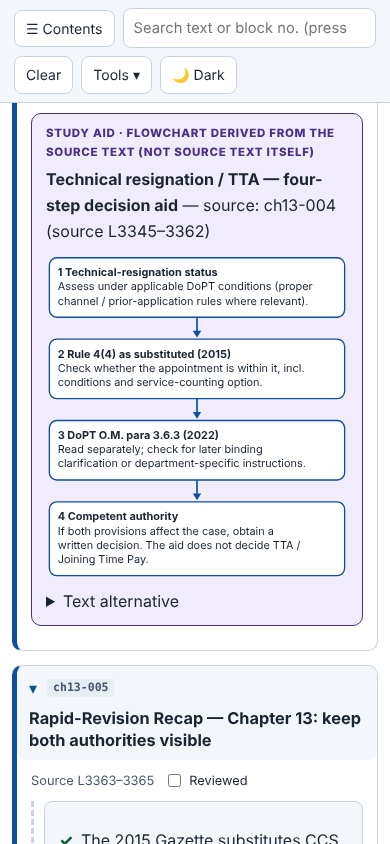 ☰ Contents
Search text or block no. (press
Clear
Tools ▾
🌙 Dark
STUDY AID · FLOWCHART DERIVED FROM THE
SOURCE TEXT (NOT SOURCE TEXT ITSELF)
Technical resignation / TTA — four-
step decision aid — source: ch13-004
(source L3345–3362)
1 Technical-resignation status
Assess under applicable DoPT conditions (proper
channel / prior-application rules where relevant).
2 Rule 4(4) as substituted (2015)
Check whether the appointment is within it, incl.
conditions and service-counting option.
3 DoPT O.M. para 3.6.3 (2022)
Read separately; check for later binding
clarification or department-specific instructions.
4 Competent authority
If both provisions affect the case, obtain a
written decision. The aid does not decide TTA /
Joining Time Pay.
▶ Text alternative
▼ ch13-005
Rapid-Revision Recap — Chapter 13: keep
both authorities visible
Source L3363–3365
Reviewed
✓ The 2015 Gazette substitutes CCS